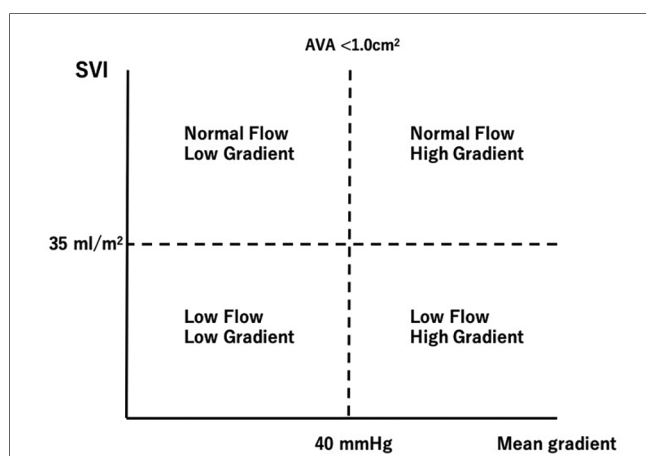 AVA <1.0cm²
SVI
Normal Flow
Low Gradient
Normal Flow
High Gradient
35 ml/m²
Low Flow
Low Gradient
Low Flow
High Gradient
40 mmHg
Mean gradient